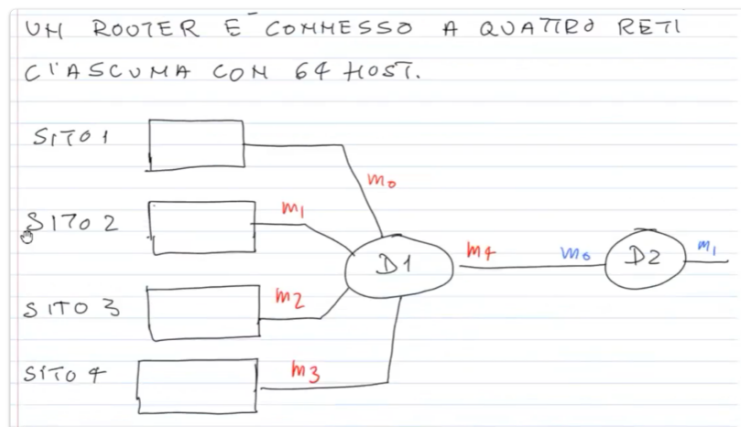 UN ROUTER E' CONNESSO A QUATTRO RETI
CIASCUNA CON 64 HOST.
SITO 1
m0
SITO 2
m1
D1
m4
m0
D2
m1
SITO 3
m2
SITO 4
m3